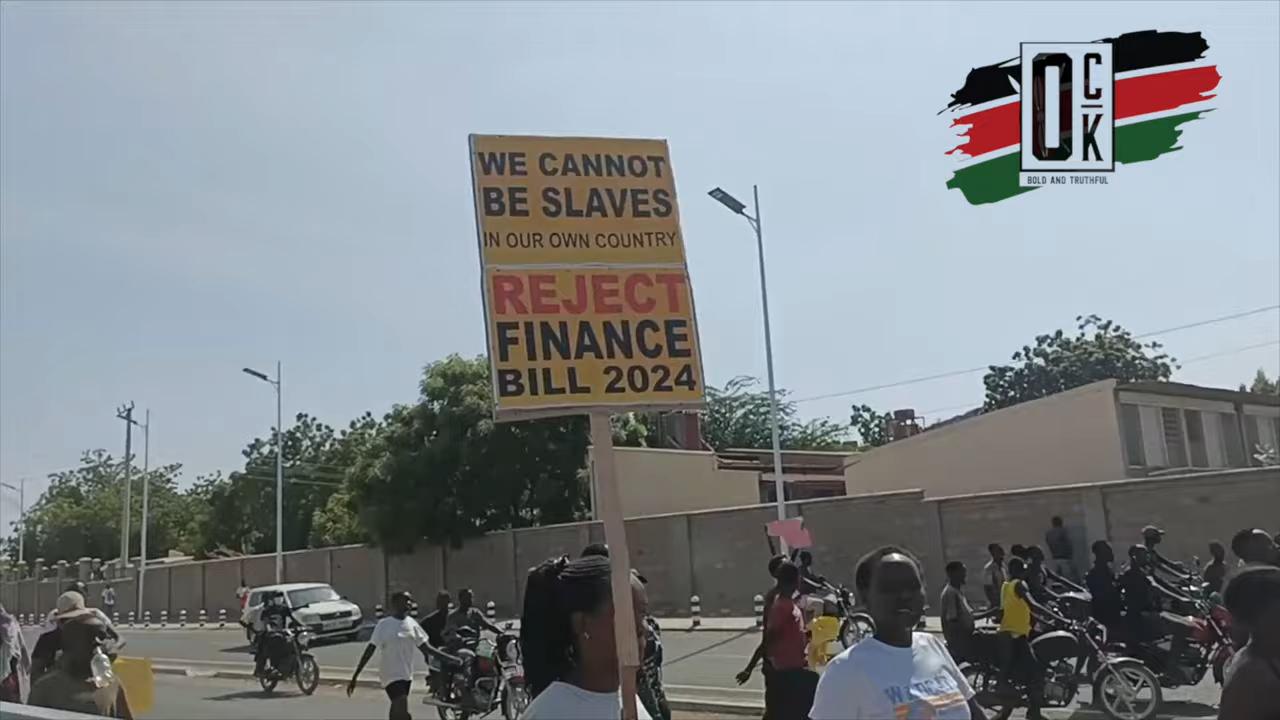 WE CANNOT
BE SLAVES
IN OUR OWN COUNTRY
REJECT
FINANCE
BILL 2024
OCK
BOLD AND TRUTHFUL